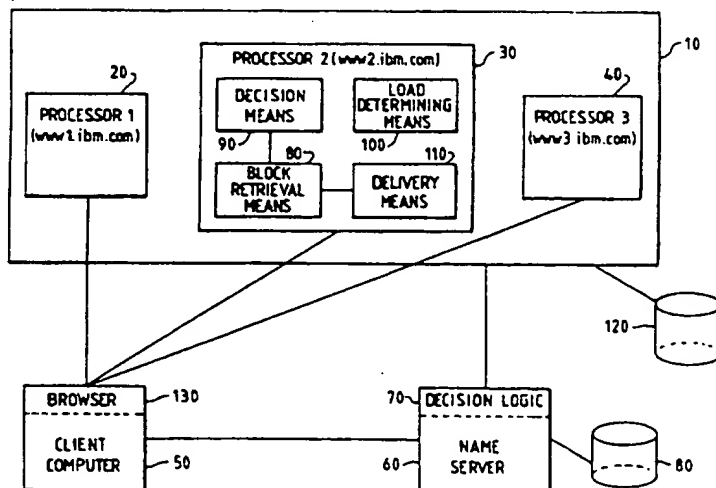 10
PROCESSOR 2 (www2.ibm.com)
30
20
40
PROCESSOR 1
(www1.ibm.com)
DECISION
MEANS
LOAD
DETERMINING
MEANS
PROCESSOR 3
(www3 ibm.com)
90
80
100
110
BLOCK
RETRIEVAL
MEANS
DELIVERY
MEANS
120
BROWSER
130
70
DECISION LOGIC
CLIENT
COMPUTER
50
60
NAME
SERVER
80